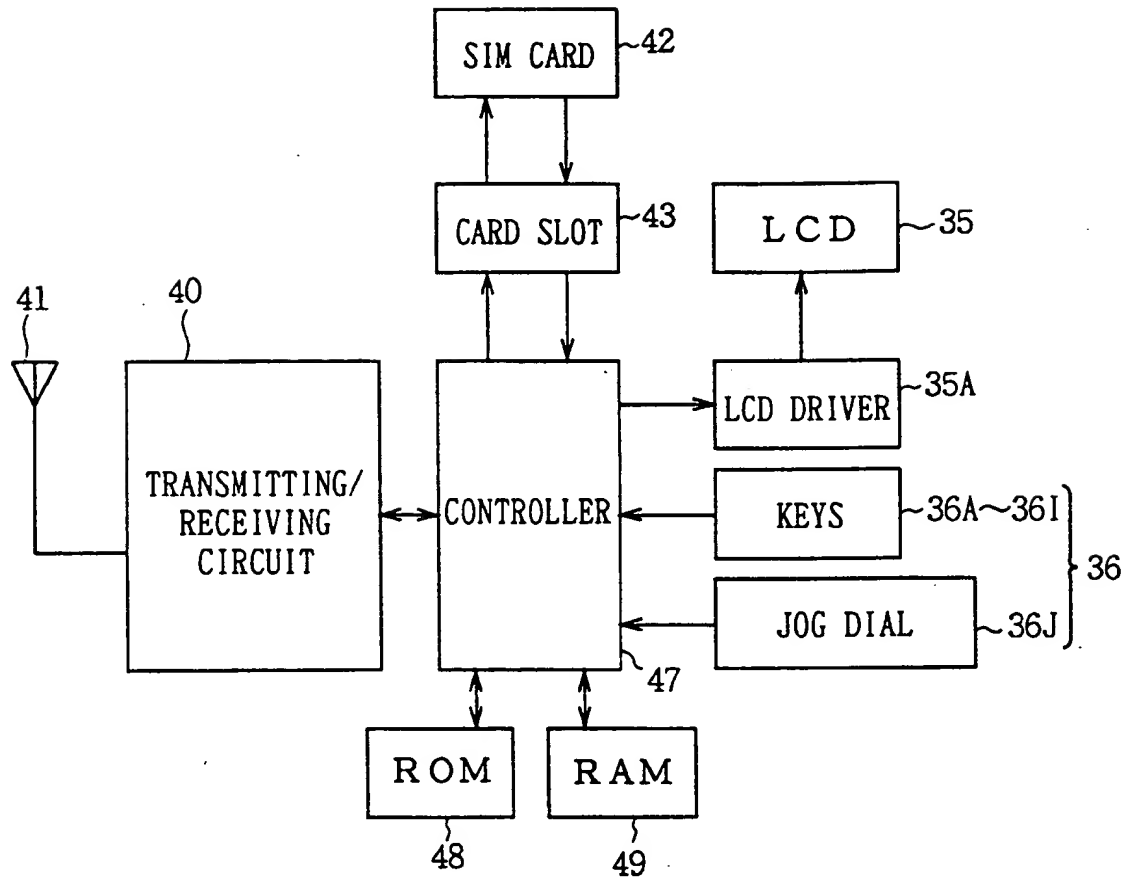 SIM CARD
42
CARD SLOT
43
LCD
35
41
40
TRANSMITTING/
RECEIVING
CIRCUIT
CONTROLLER
47
LCD DRIVER
35A
KEYS
36A~36I
36
JOG DIAL
36J
ROM
48
RAM
49